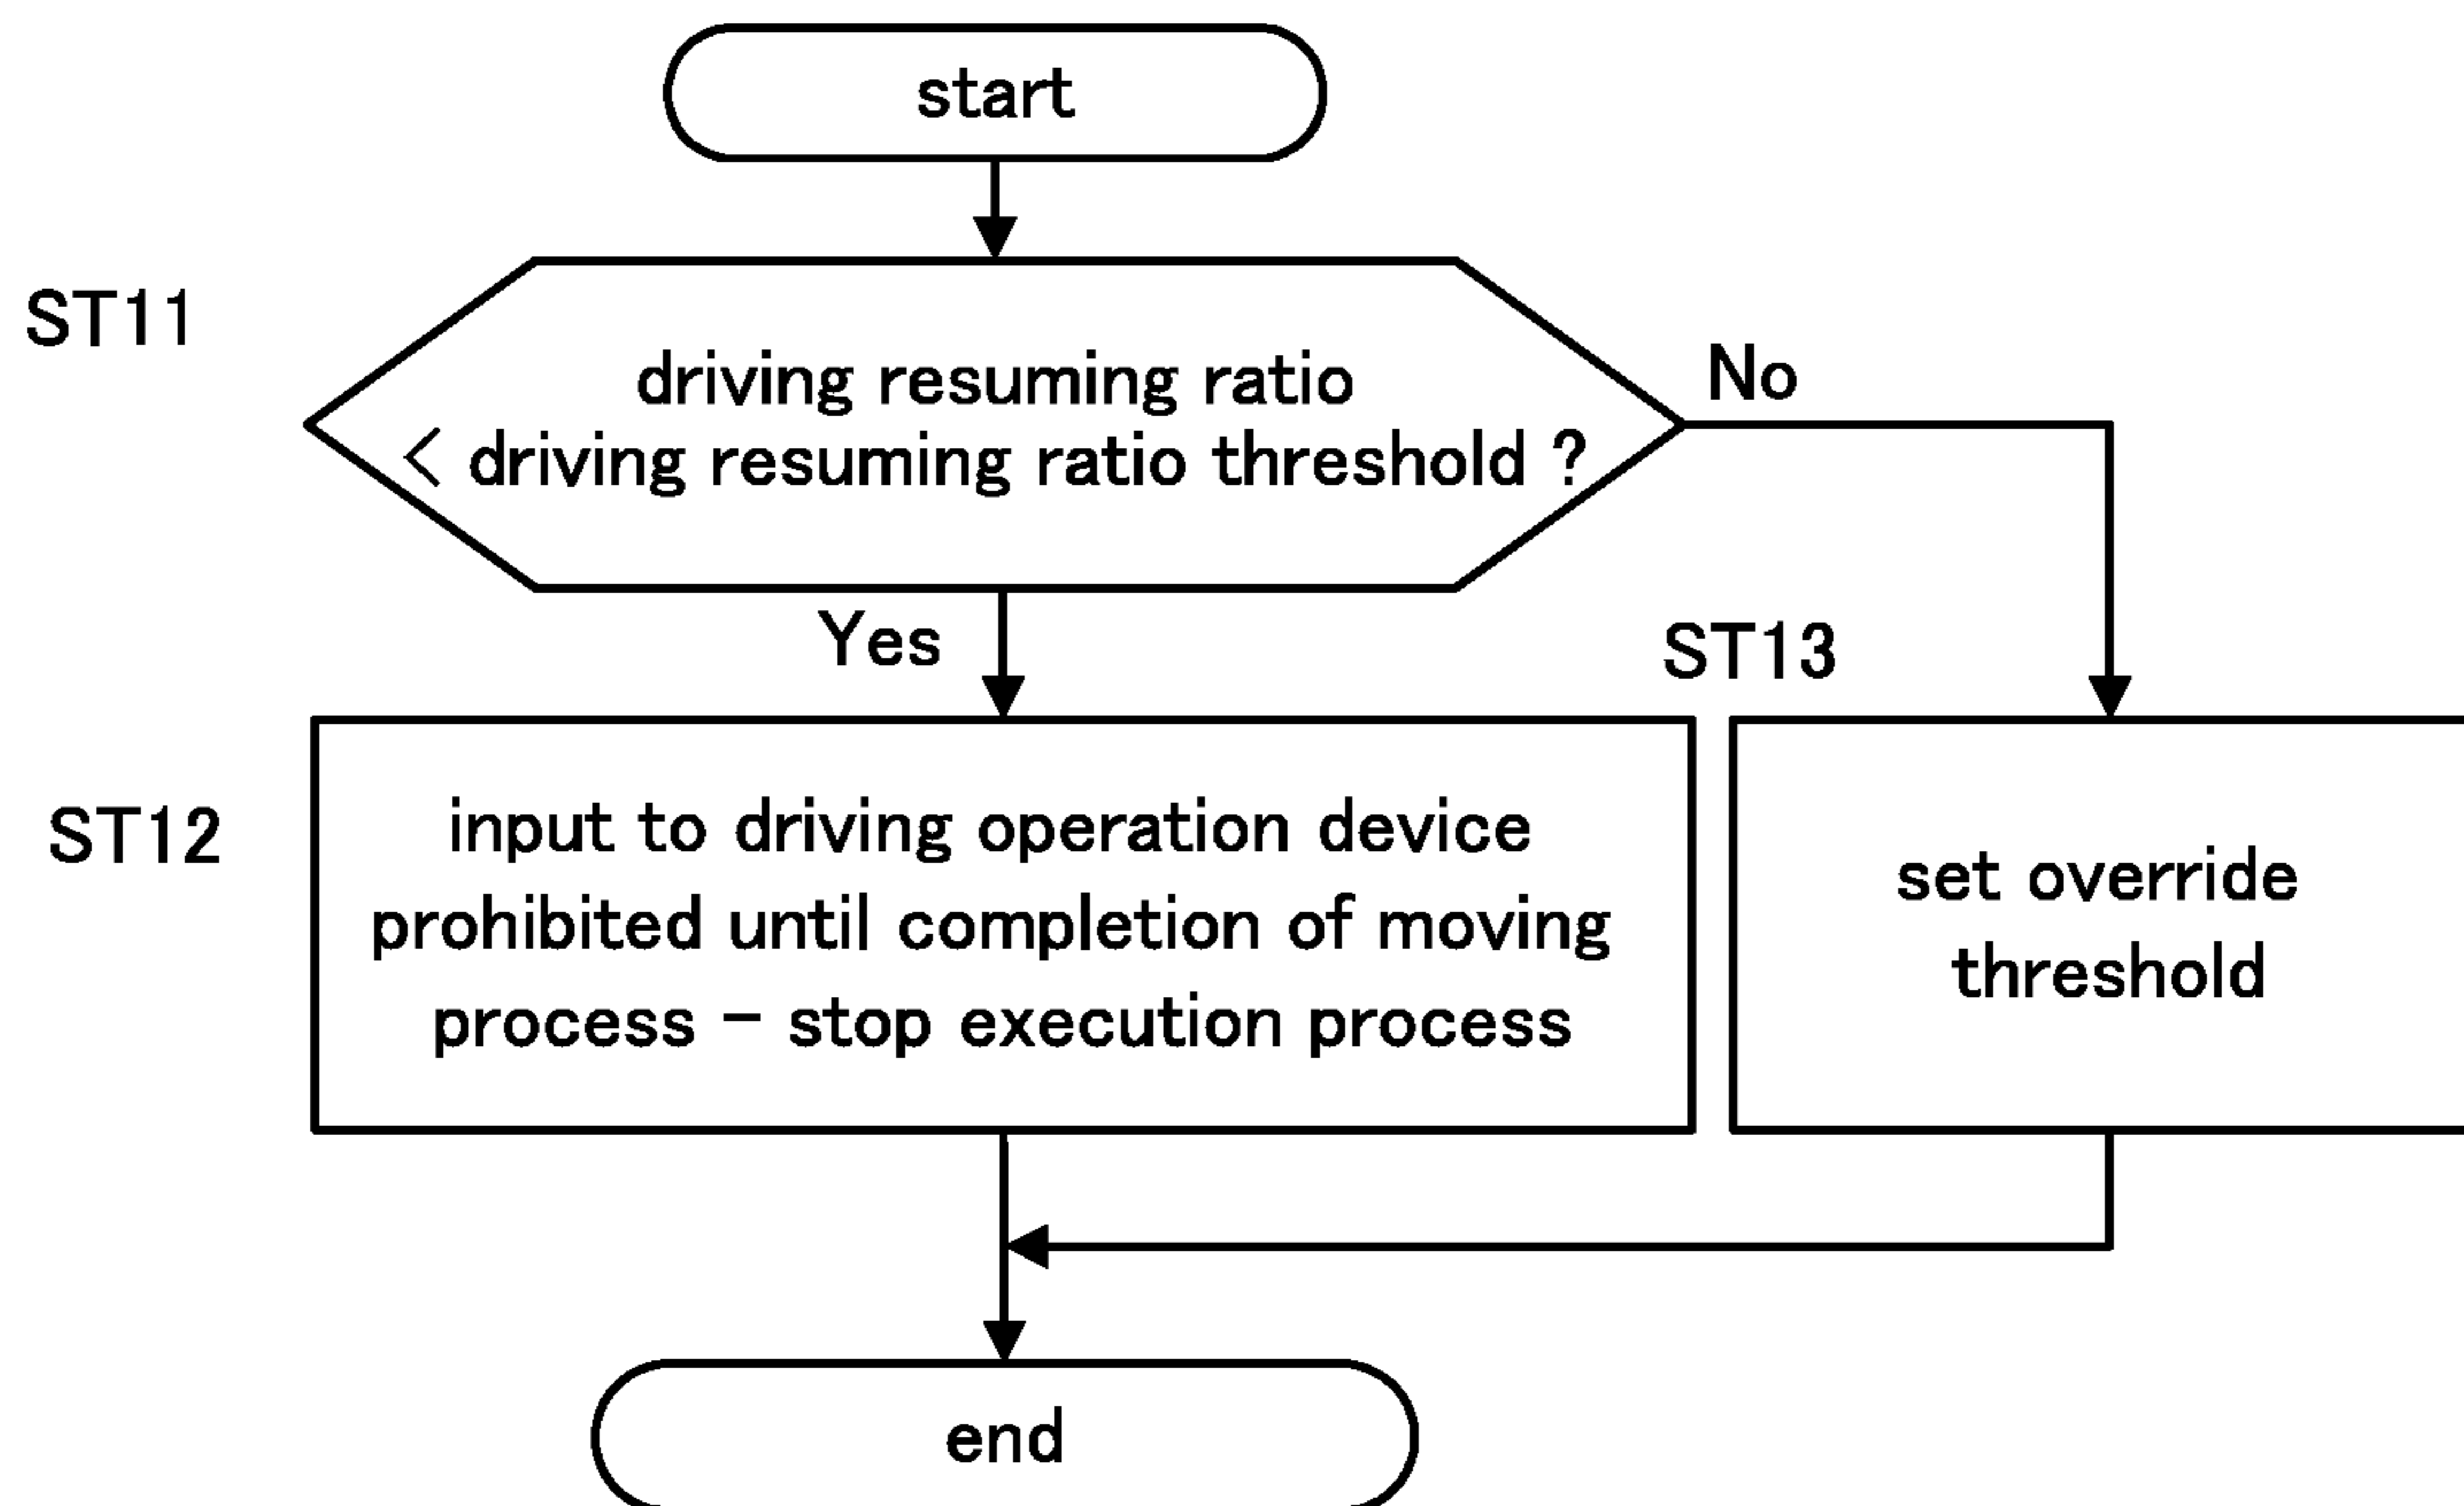 start
ST11
driving resuming ratio
< driving resuming ratio threshold ?
No
Yes
ST13
ST12
input to driving operation device
prohibited until completion of moving
process - stop execution process
set override
threshold
end